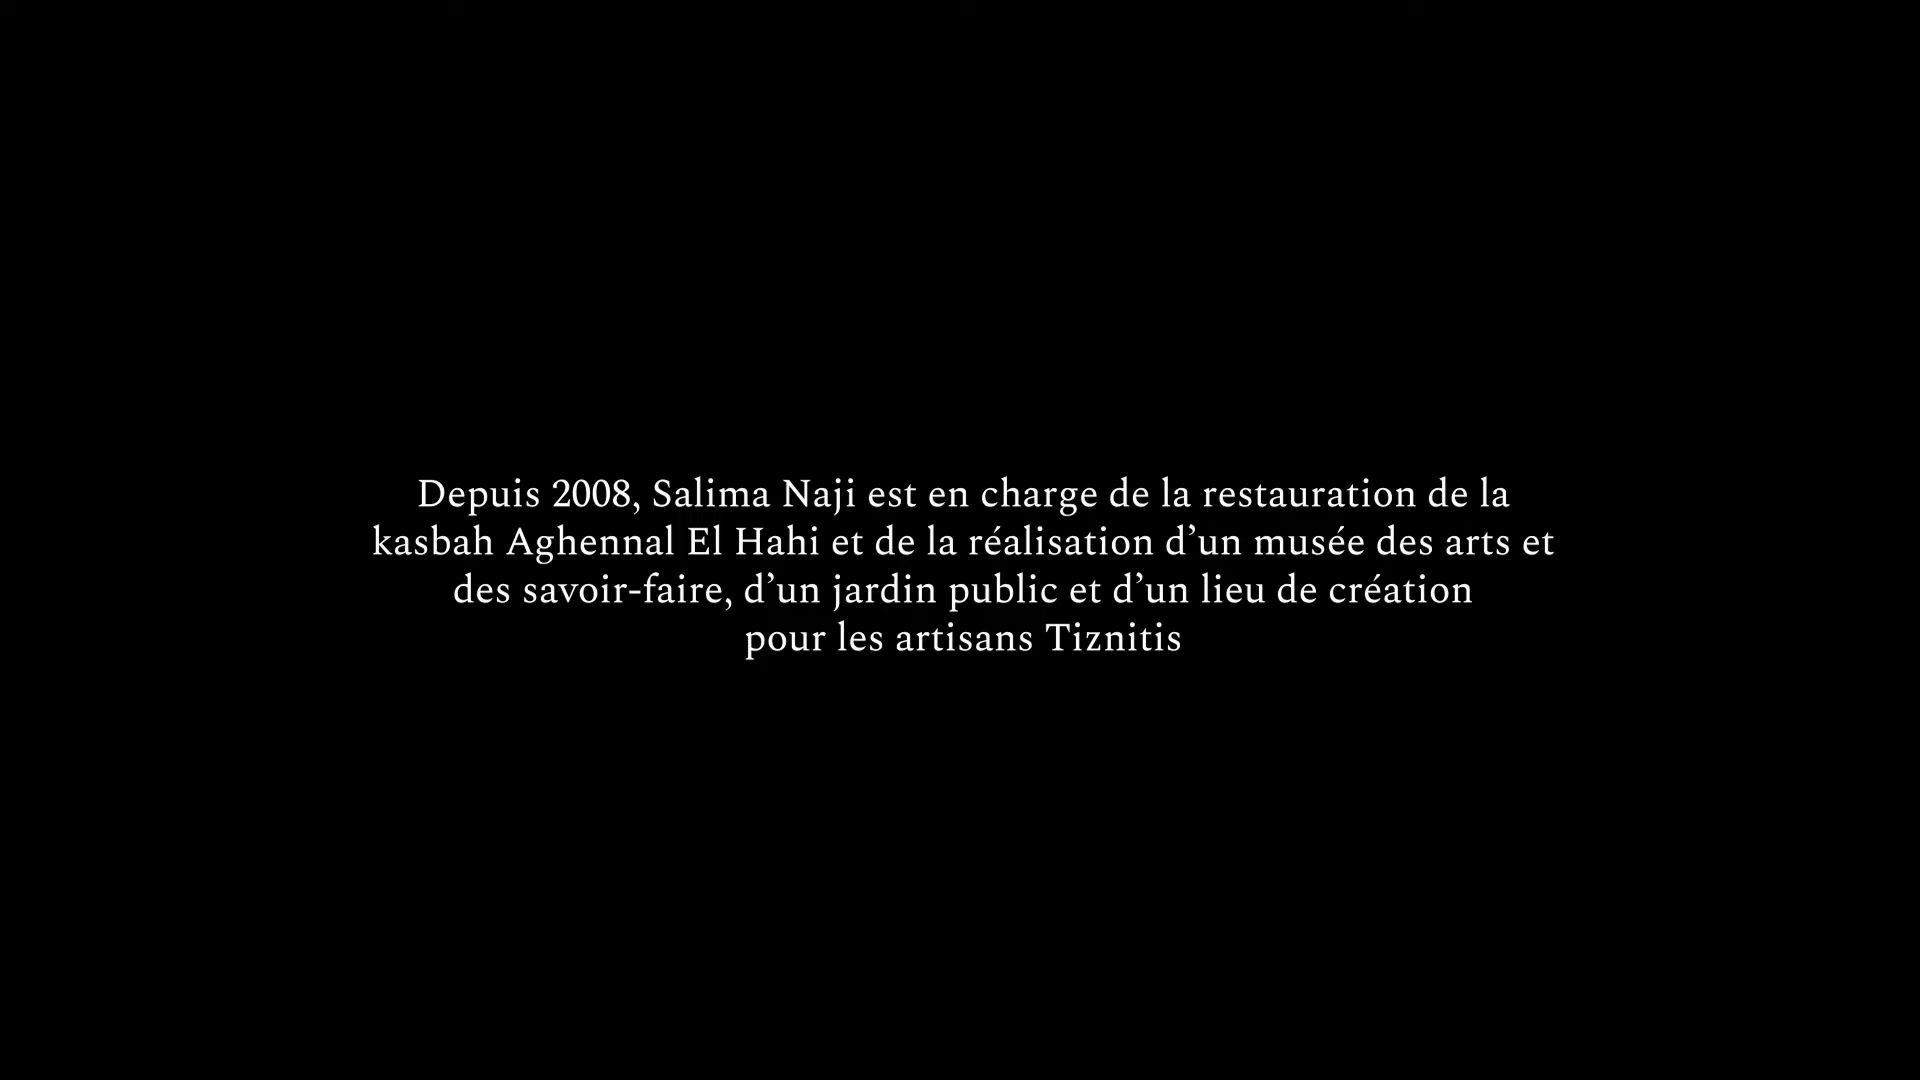 Depuis 2008, Salima Naji est en charge de la restauration de la
kasbah Aghennal El Hahi et de la réalisation d’un musée des arts et
des savoir-faire, d’un jardin public et d’un lieu de création
pour les artisans Tiznitis